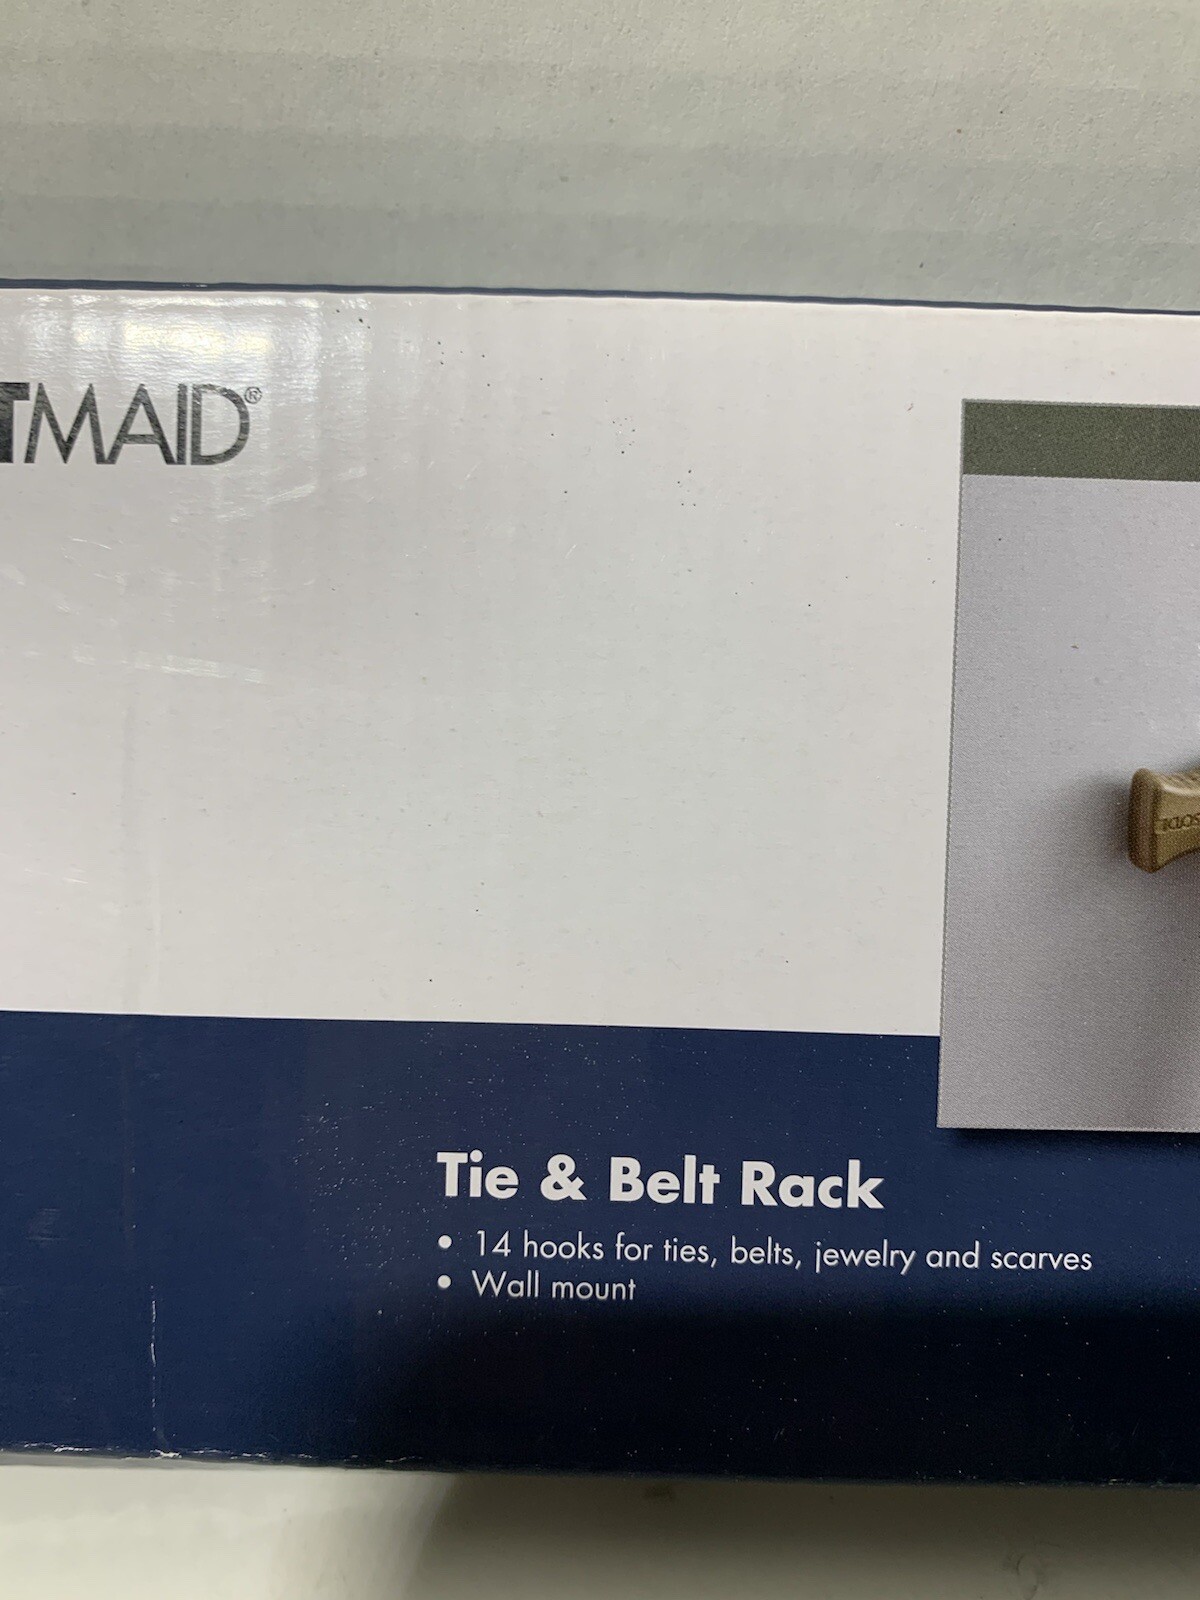 TMAID®
Tie & Belt Rack
• 14 hooks for ties, belts, jewelry and scarves
• Wall mount